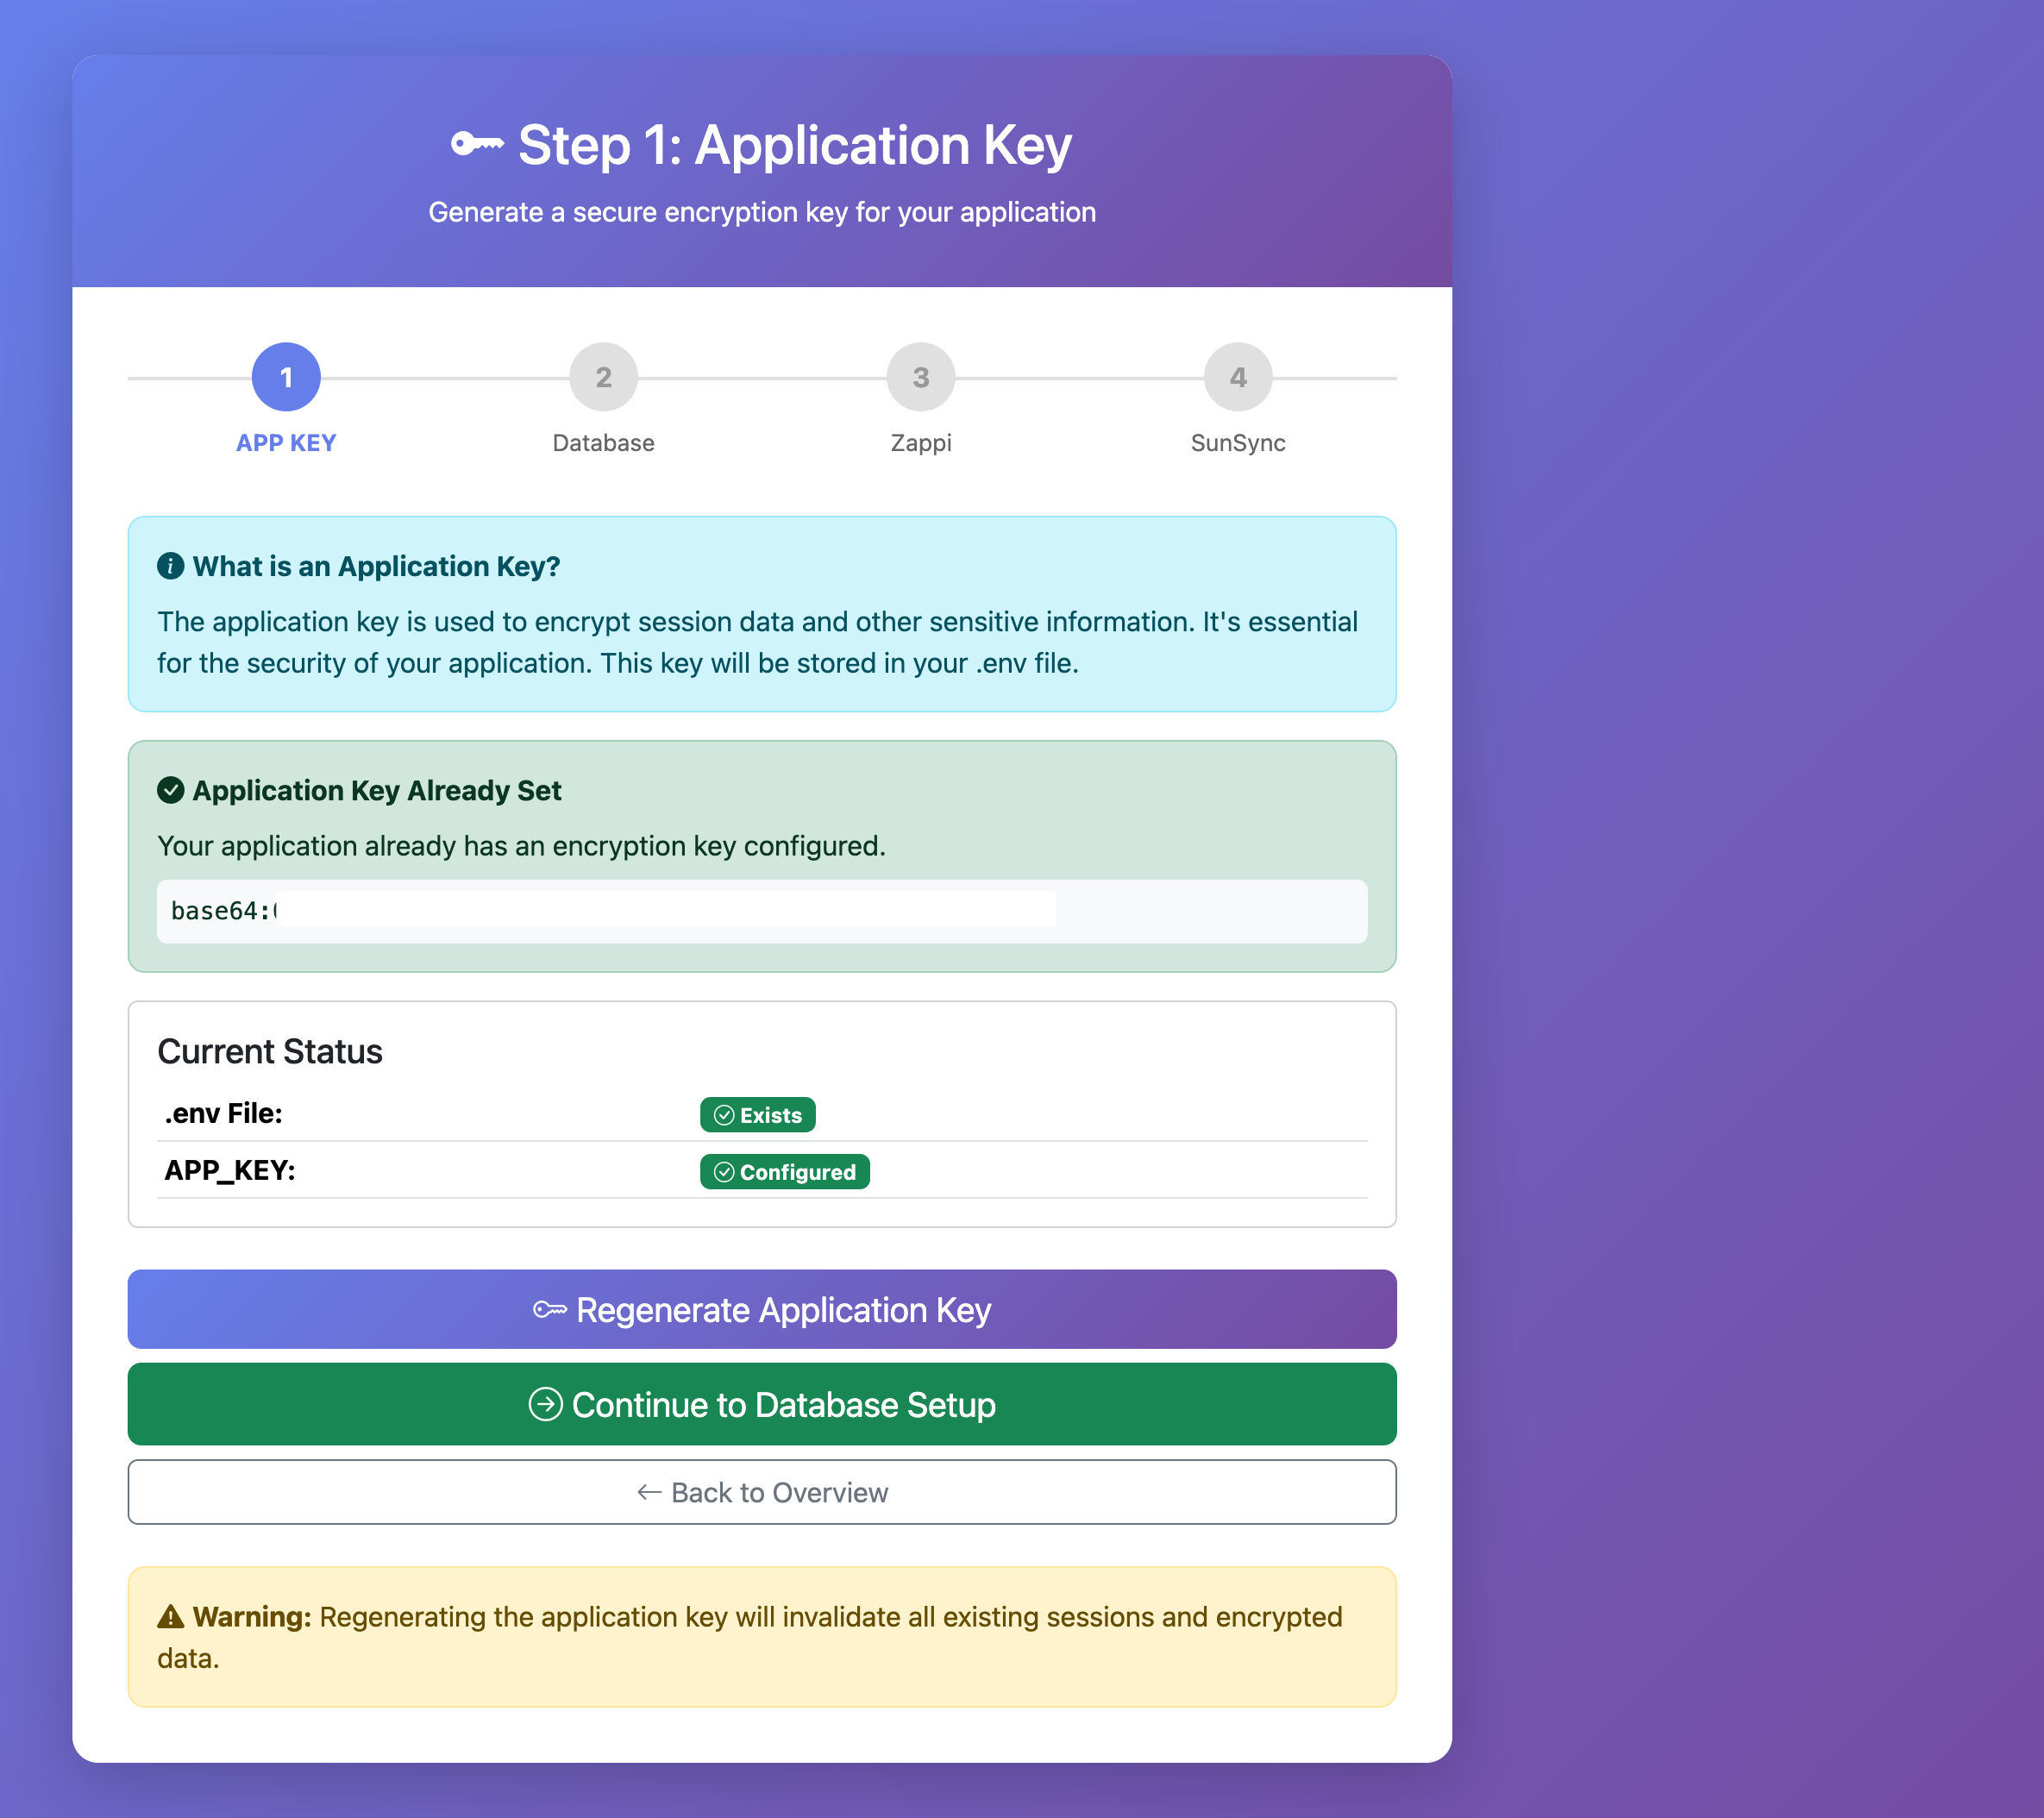 Step 1: Application Key
Generate a secure encryption key for your application
1
2
3
4
APP KEY
Database
Zappi
SunSync
What is an Application Key?
The application key is used to encrypt session data and other sensitive information. It's essential
for the security of your application. This key will be stored in your .env file.
Application Key Already Set
Your application already has an encryption key configured.
base64:
Current Status
.env File:
Exists
APP_KEY:
Configured
Regenerate Application Key
Continue to Database Setup
Back to Overview
Warning: Regenerating the application key will invalidate all existing sessions and encrypted
data.